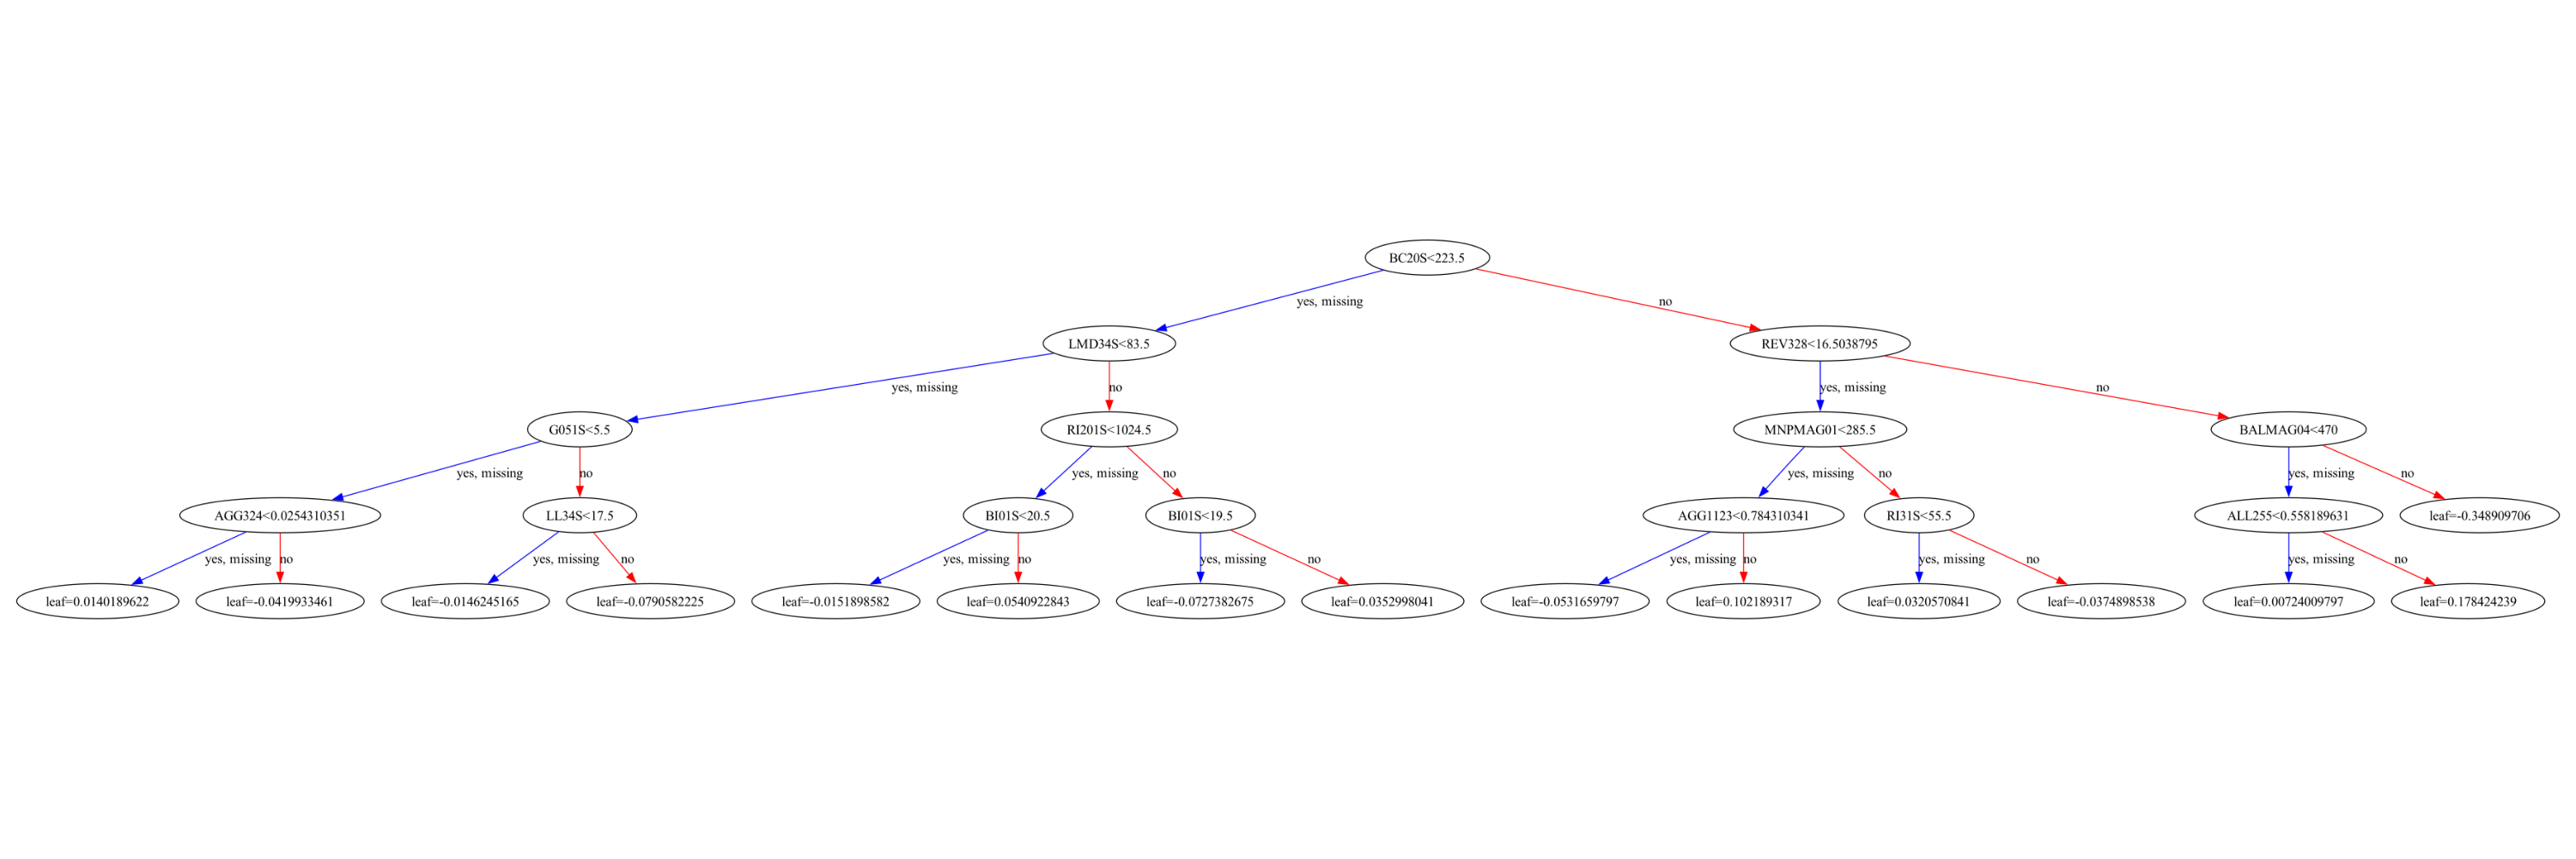 BC20S<223.5
yes, missing
no
LMD34S<83.5
REV328<16.5038795
yes, missing
no
yes, missing
no
G051S<5.5
RI201S<1024.5
MNPMAG01<285.5
BALMAG04<470
yes, missing
no
yes, missing
no
yes, missing
no
yes, missing
no
AGG324<0.0254310351
LL34S<17.5
BI01S<20.5
BI01S<19.5
AGG1123<0.784310341
RI31S<55.5
ALL255<0.558189631
leaf=-0.348909706
yes, missing
no
yes, missing
no
yes, missing
no
yes, missing
no
yes, missing
no
yes, missing
no
yes, missing
no
leaf=0.0140189622
leaf=-0.0419933461
leaf=-0.0146245165
leaf=-0.0790582225
leaf=-0.0151898582
leaf=0.0540922843
leaf=-0.0727382675
leaf=0.0352998041
leaf=-0.0531659797
leaf=0.102189317
leaf=0.0320570841
leaf=-0.0374898538
leaf=0.00724009797
leaf=0.178424239